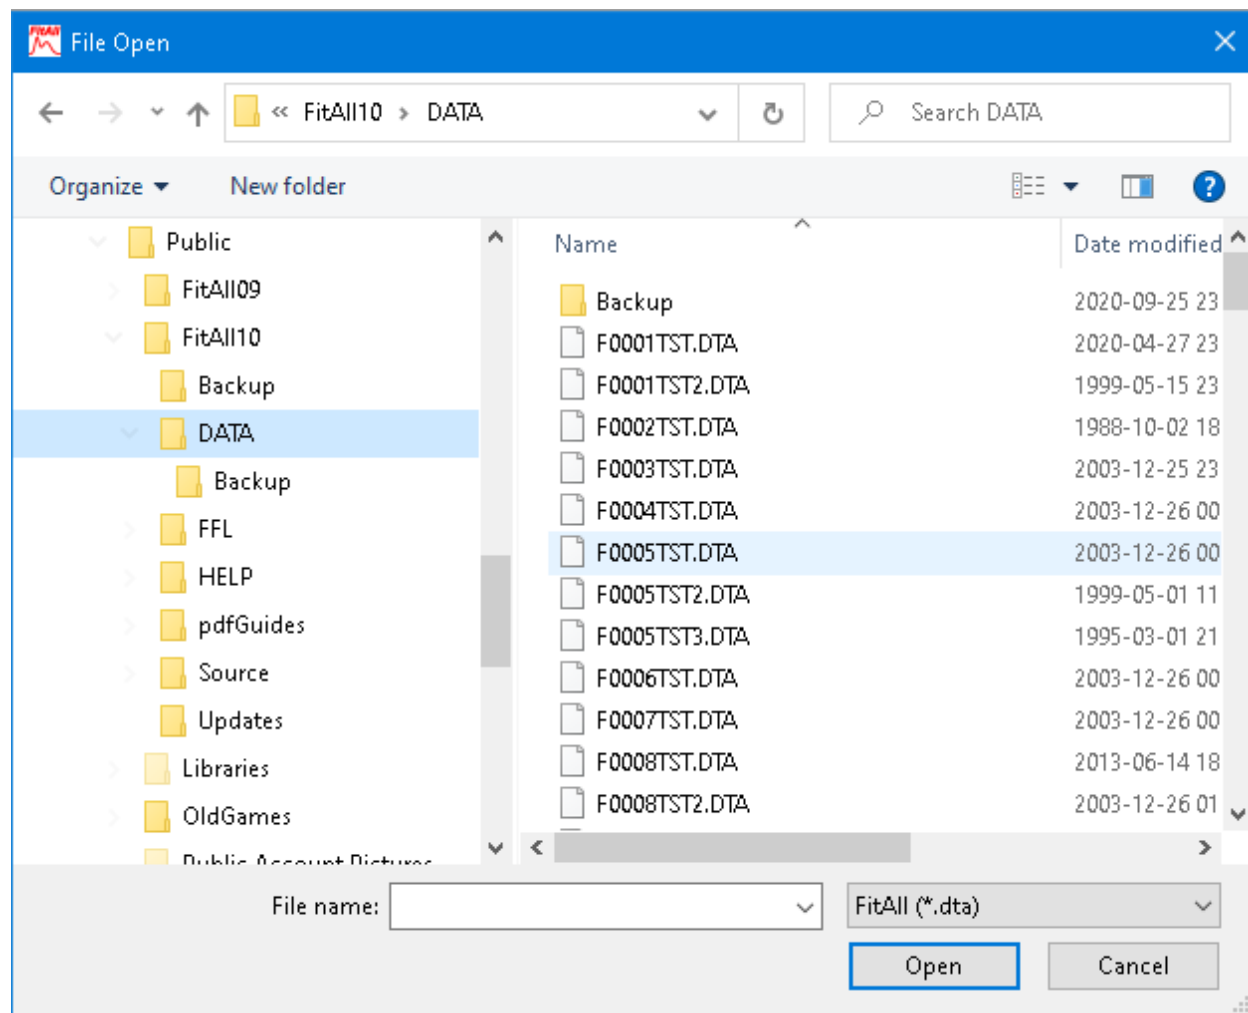 FitAll
File Open
« FitAll10 > DATA
Search DATA
Organize
New folder
?
Public
FitAll09
FitAll10
Backup
DATA
Backup
FFL
HELP
pdfGuides
Source
Updates
Libraries
OldGames
Public Account Pictures
Name Date modified
Backup 2020-09-25 23
F0001TST.DTA 2020-04-27 23
F0001TST2.DTA 1999-05-15 23
F0002TST.DTA 1988-10-02 18
F0003TST.DTA 2003-12-25 23
F0004TST.DTA 2003-12-26 00
F0005TST.DTA 2003-12-26 00
F0005TST2.DTA 1999-05-01 11
F0005TST3.DTA 1995-03-01 21
F0006TST.DTA 2003-12-26 00
F0007TST.DTA 2003-12-26 00
F0008TST.DTA 2013-06-14 18
F0008TST2.DTA 2003-12-26 01
File name:
FitAll (*.dta)
Open
Cancel